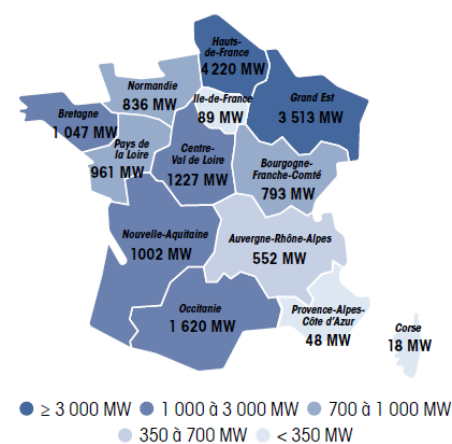 Hauts-
de-France
4 220 MW
Normandie
836 MW
Ile-de-France
89 MW
Grand Est
3 513 MW
Bretagne
1 047 MW
Pays de
la Loire
961 MW
Centre-
Val de Loire
1227 MW
Bourgogne-
Franche-Comté
793 MW
Nouvelle-Aquitaine
1002 MW
Auvergne-Rhône-Alpes
552 MW
Occitanie
1 620 MW
Provence-Alpes-
Côte d'Azur
48 MW
Corse
18 MW
≥ 3 000 MW 1 000 à 3 000 MW 700 à 1 000 MW
350 à 700 MW < 350 MW